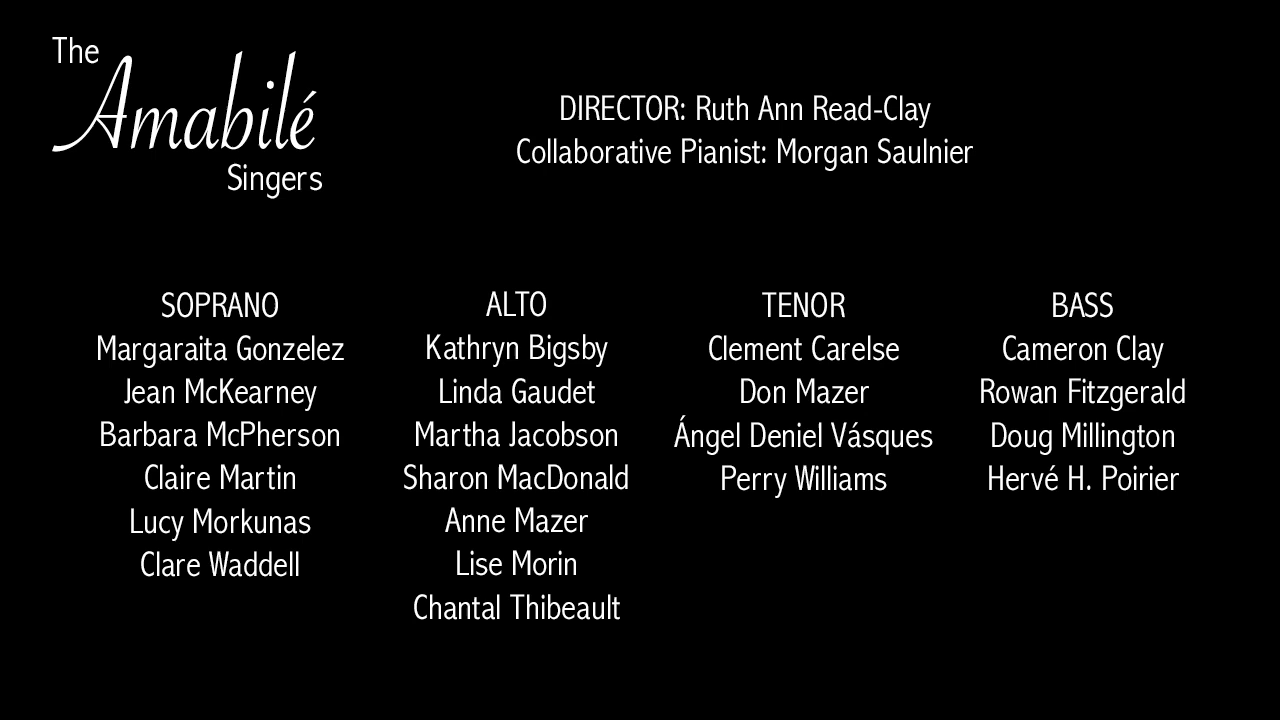 The
Amabilé
Singers
DIRECTOR: Ruth Ann Read-Clay
Collaborative Pianist: Morgan Saulnier
SOPRANO
Margaraita Gonzelez
Jean McKearney
Barbara McPherson
Claire Martin
Lucy Morkunas
Clare Waddell
ALTO
Kathryn Bigsby
Linda Gaudet
Martha Jacobson
Sharon MacDonald
Anne Mazer
Lise Morin
Chantal Thibeault
TENOR
Clement Carelse
Don Mazer
Ángel Deniel Vásques
Perry Williams
BASS
Cameron Clay
Rowan Fitzgerald
Doug Millington
Hervé H. Poirier